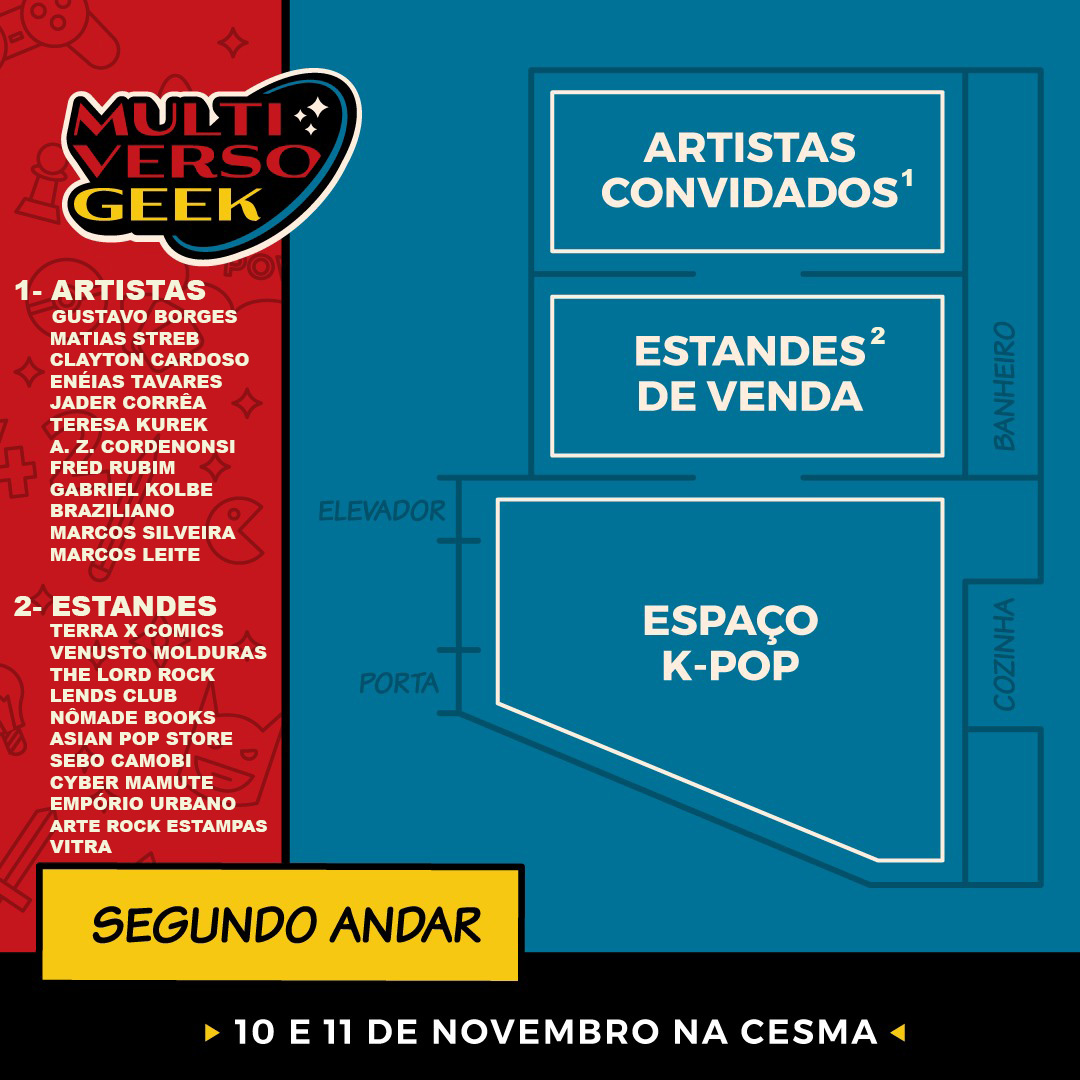 MULTI
VERSO
GEEK
POW
1- ARTISTAS
GUSTAVO BORGES
MATIAS STREB
CLAYTON CARDOSO
ENÉIAS TAVARES
JADER CORRÊA
TERESA KUREK
A. Z. CORDENONSI
FRED RUBIM
GABRIEL KOLBE
BRAZILIANO
MARCOS SILVEIRA
MARCOS LEITE
2- ESTANDES
TERRA X COMICS
VENUSTO MOLDURAS
THE LORD ROCK
LENDS CLUB
NÔMADE BOOKS
ASIAN POP STORE
SEBO CAMOBI
CYBER MAMUTE
EMPÓRIO URBANO
ARTE ROCK ESTAMPAS
VITRA
ARTISTAS
CONVIDADOS¹
ESTANDES²
DE VENDA
BANHEIRO
ELEVADOR
ESPAÇO
K-POP
COZINHA
PORTA
SEGUNDO ANDAR
10 E 11 DE NOVEMBRO NA CESMA